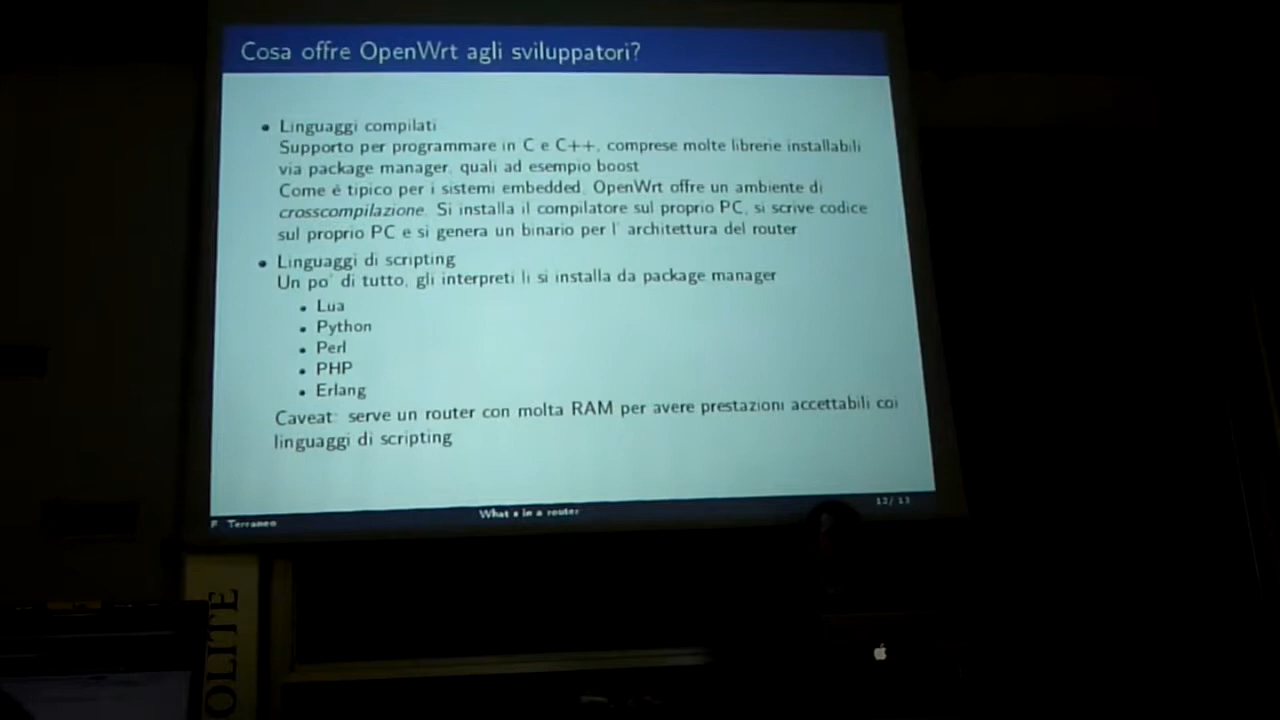 Cosa offre OpenWrt agli sviluppatori?
• Linguaggi compilati
Supporto per programmare in C e C++, comprese molte librerie installabili
via package manager, quali ad esempio boost
Come è tipico per i sistemi embedded, OpenWrt offre un ambiente di
crosscompilazione. Si installa il compilatore sul proprio PC, si scrive codice
sul proprio PC e si genera un binario per l' architettura del router
• Linguaggi di scripting
Un po' di tutto, gli interpreti li si installa da package manager
• Lua
• Python
• Perl
• PHP
• Erlang
Caveat: serve un router con molta RAM per avere prestazioni accettabili coi
linguaggi di scripting
F. Terraneo
What s in a router
12/ 13
OLITE